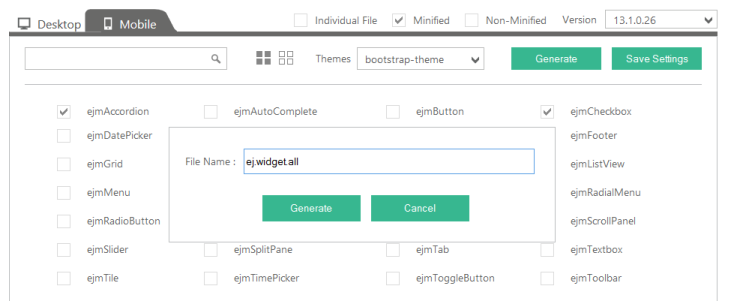 Desktop Mobile Individual File Minified Non-Minified Version 13.1.0.26
Themes bootstrap-theme Generate Save Settings
ejmAccordion ejmAutoComplete ejmButton ejmCheckbox
ejmDatePicker ejmFooter
File Name : ej.widget.all
ejmGrid ejmListView
ejmMenu ejmRadialMenu
Generate Cancel
ejmRadioButton ejmScrollPanel
ejmSlider ejmSplitPane ejmTab ejmTextbox
ejmTile ejmTimePicker ejmToggleButton ejmToolbar